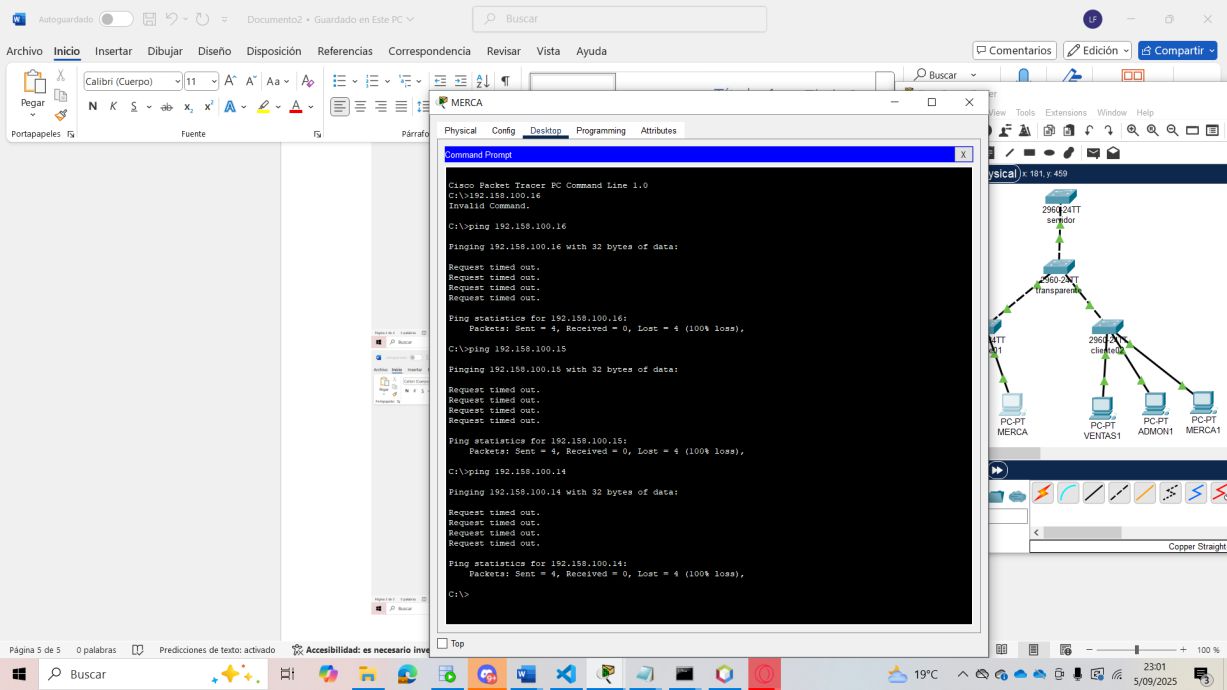 Autoguardado
Documento2 • Guardado en Este PC
Buscar
LF
Archivo Inicio Insertar Dibujar Diseño Disposición Referencias Correspondencia Revisar Vista Ayuda
Comentarios Edición Compartir
Pegar
Calibri (Cuerpo) 11
Aa
N K S ab x₂ x² A A
Portapapeles Fuente Párrafo
Buscar
MERCA
Physical Config Desktop Programming Attributes
Command Prompt X
Cisco Packet Tracer PC Command Line 1.0
C:\>192.158.100.16
Invalid Command.
C:\>ping 192.158.100.16
Pinging 192.158.100.16 with 32 bytes of data:
Request timed out.
Request timed out.
Request timed out.
Request timed out.
Ping statistics for 192.158.100.16:
Packets: Sent = 4, Received = 0, Lost = 4 (100% loss),
C:\>ping 192.158.100.15
Pinging 192.158.100.15 with 32 bytes of data:
Request timed out.
Request timed out.
Request timed out.
Request timed out.
Ping statistics for 192.158.100.15:
Packets: Sent = 4, Received = 0, Lost = 4 (100% loss),
C:\>ping 192.158.100.14
Pinging 192.158.100.14 with 32 bytes of data:
Request timed out.
Request timed out.
Request timed out.
Request timed out.
Ping statistics for 192.158.100.14:
Packets: Sent = 4, Received = 0, Lost = 4 (100% loss),
C:\>
Top
View Tools Extensions Window Help
ysical x: 181, y: 459
2960-24TT
servidor
2960-24TT
transparente
2960-24TT
cliente02
PC-PT
MERCA
PC-PT
VENTAS1
PC-PT
ADMON1
PC-PT
MERCA1
Copper Straight
Página 5 de 5 0 palabras Predicciones de texto: activado Accesibilidad: es necesario inve
100 %
Buscar
19°C
23:01
5/09/2025
3